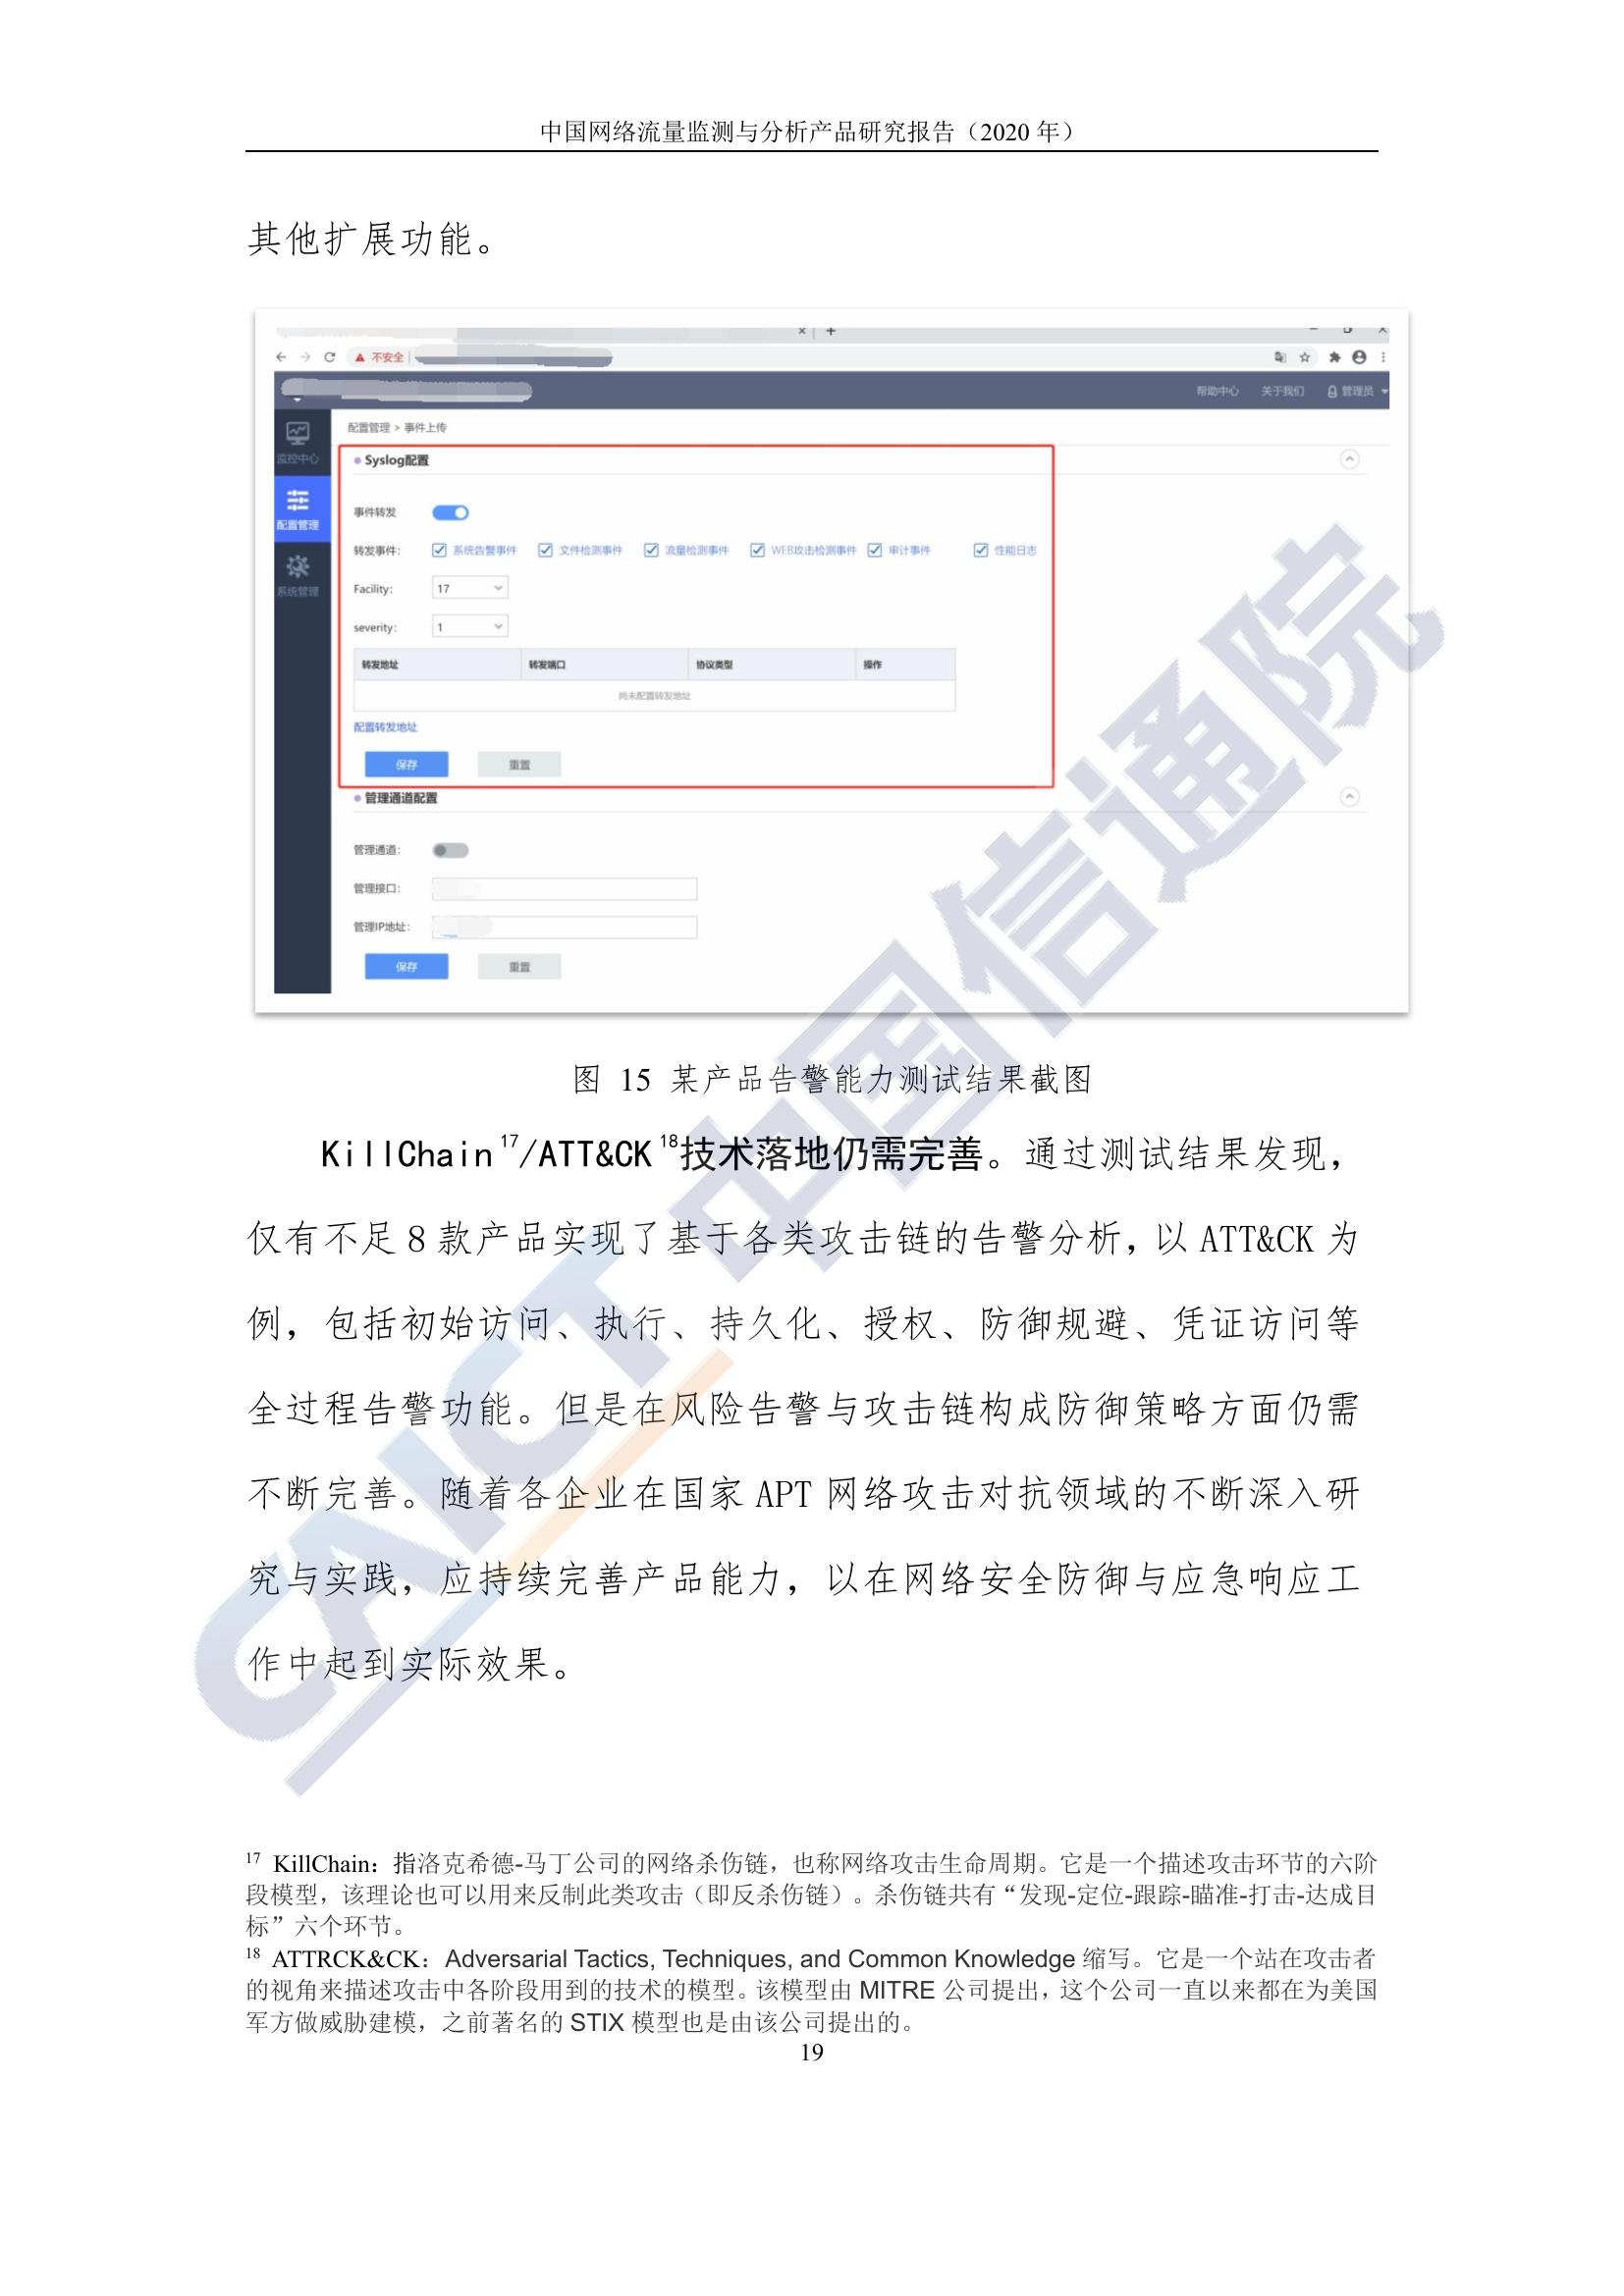 中国网络流量监测与分析产品研究报告（2020 年）
其他扩展功能。
不安全
帮助中心 关于我们 管理员
监控中心
配置管理
系统管理
配置管理 > 事件上传
Syslog配置
事件转发
转发事件： 系统告警事件 文件检测事件 流量检测事件 WEB攻击检测事件 审计事件 性能日志
Facility: 17
severity: 1
转发地址 转发端口 协议类型 操作
尚未配置转发地址
配置转发地址
保存 重置
管理通道配置
管理通道：
管理接口：
管理IP地址：
保存 重置
图 15 某产品告警能力测试结果截图
KillChain17/ATT&CK18技术落地仍需完善。通过测试结果发现，
仅有不足 8 款产品实现了基于各类攻击链的告警分析，以 ATT&CK 为
例，包括初始访问、执行、持久化、授权、防御规避、凭证访问等
全过程告警功能。但是在风险告警与攻击链构成防御策略方面仍需
不断完善。随着各企业在国家 APT 网络攻击对抗领域的不断深入研
究与实践，应持续完善产品能力，以在网络安全防御与应急响应工
作中起到实际效果。
CAICT 中国信通院
17 KillChain：指洛克希德-马丁公司的网络杀伤链，也称网络攻击生命周期。它是一个描述攻击环节的六阶
段模型，该理论也可以用来反制此类攻击（即反杀伤链）。杀伤链共有“发现-定位-跟踪-瞄准-打击-达成目
标”六个环节。
18 ATTRCK&CK：Adversarial Tactics, Techniques, and Common Knowledge 缩写。它是一个站在攻击者
的视角来描述攻击中各阶段用到的技术的模型。该模型由 MITRE 公司提出，这个公司一直以来都在为美国
军方做威胁建模，之前著名的 STIX 模型也是由该公司提出的。
19